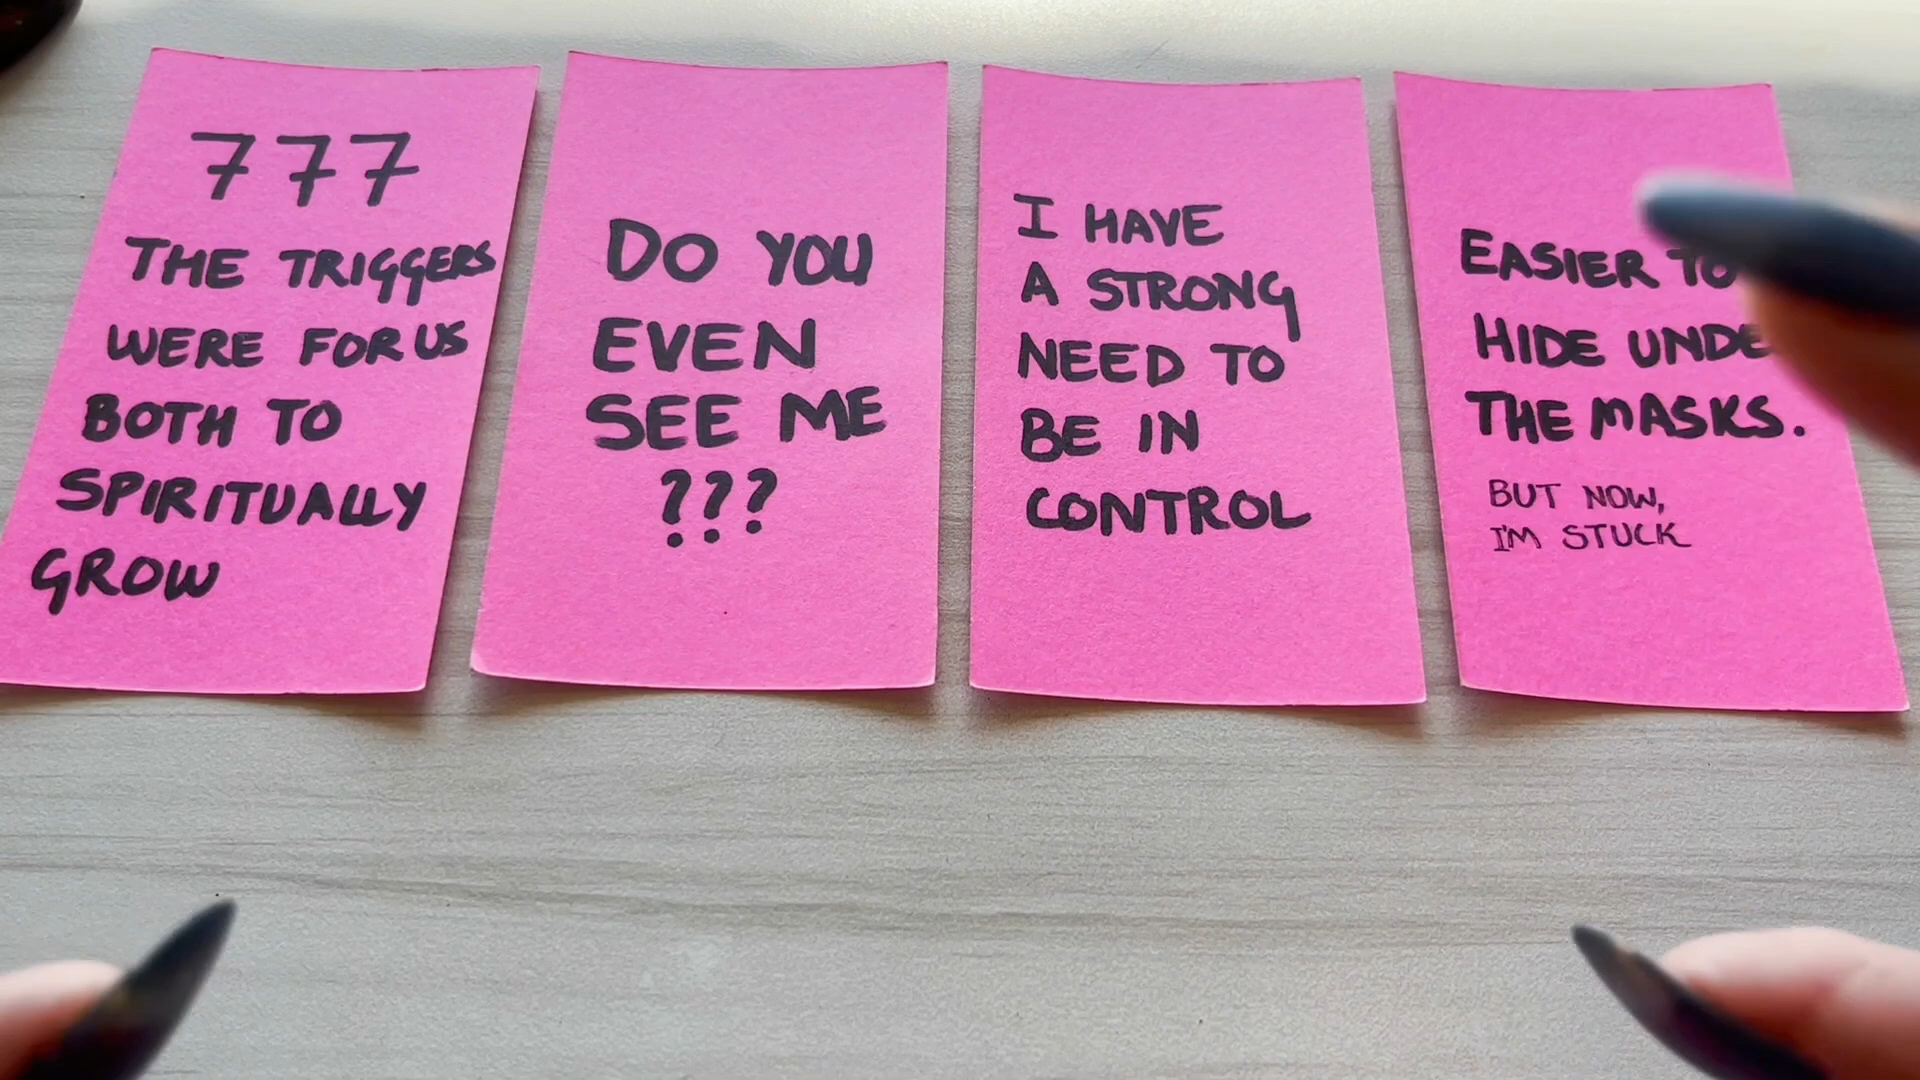 777
THE TRIGGERS
WERE FOR US
BOTH TO
SPIRITUALLY
GROW
DO YOU
EVEN
SEE ME
???
I HAVE
A STRONG
NEED TO
BE IN
CONTROL
EASIER TO
HIDE
THE MASKS.
BUT NOW,
I'M STUCK